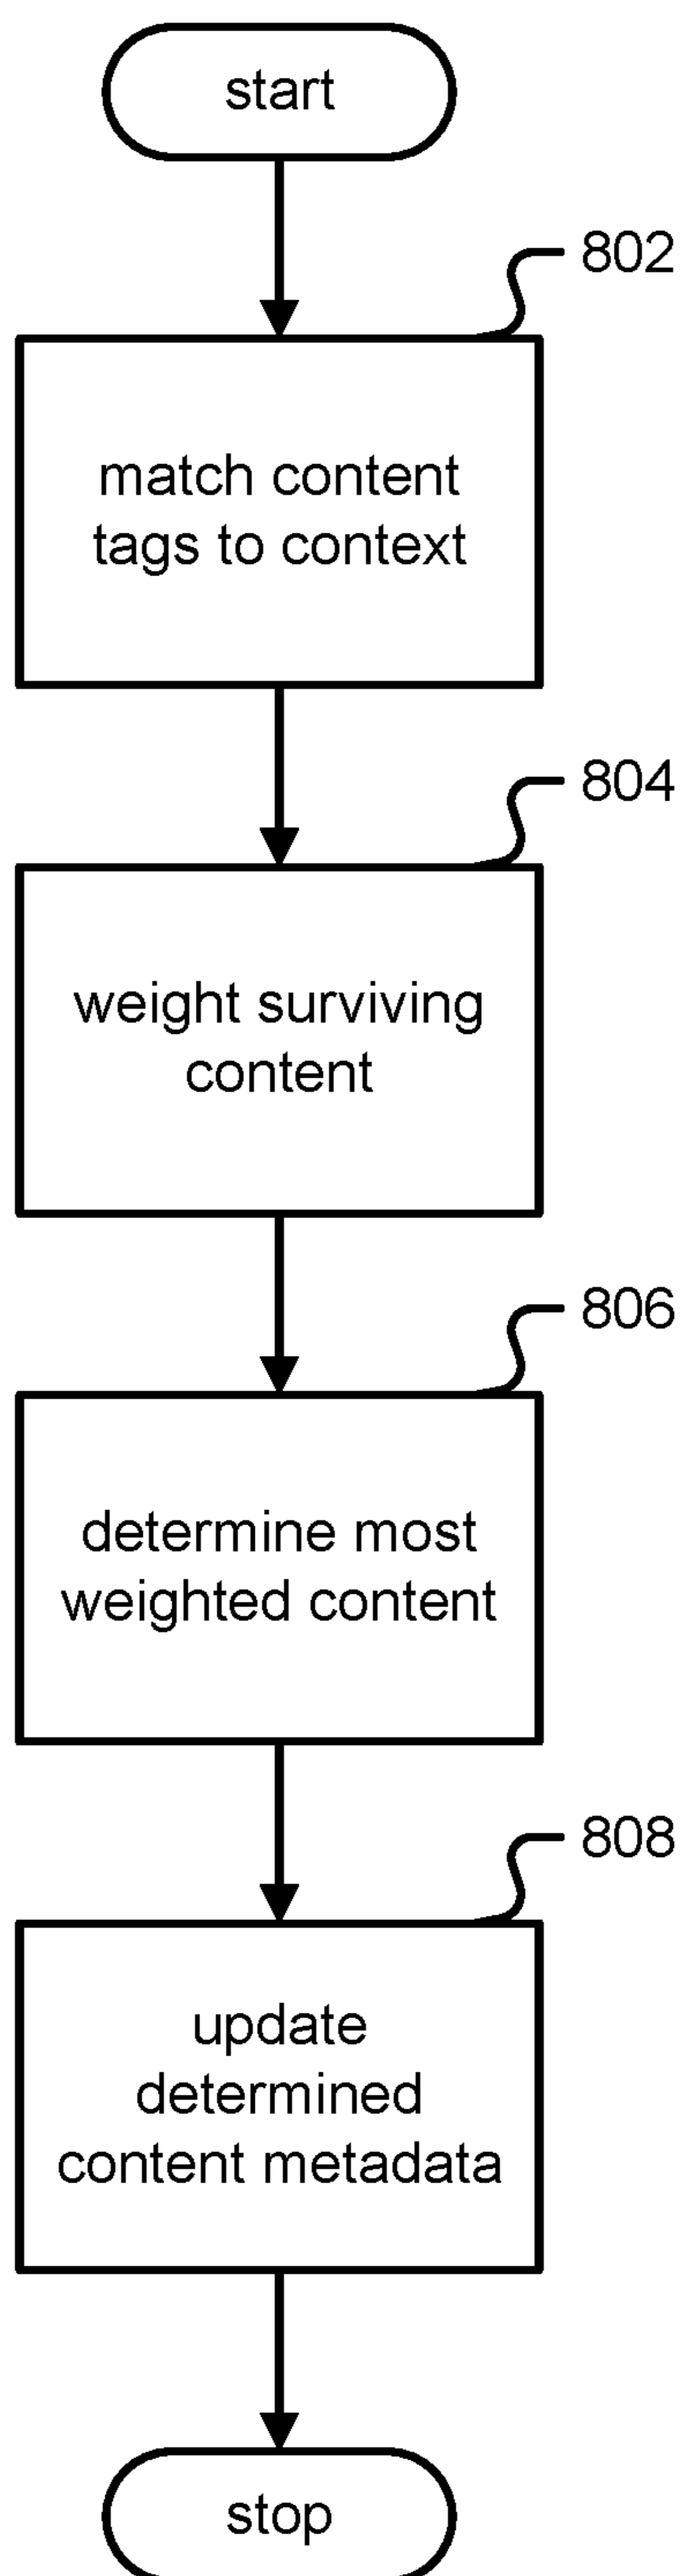 start
802
match content
tags to context
804
weight surviving
content
806
determine most
weighted content
808
update
determined
content metadata
stop